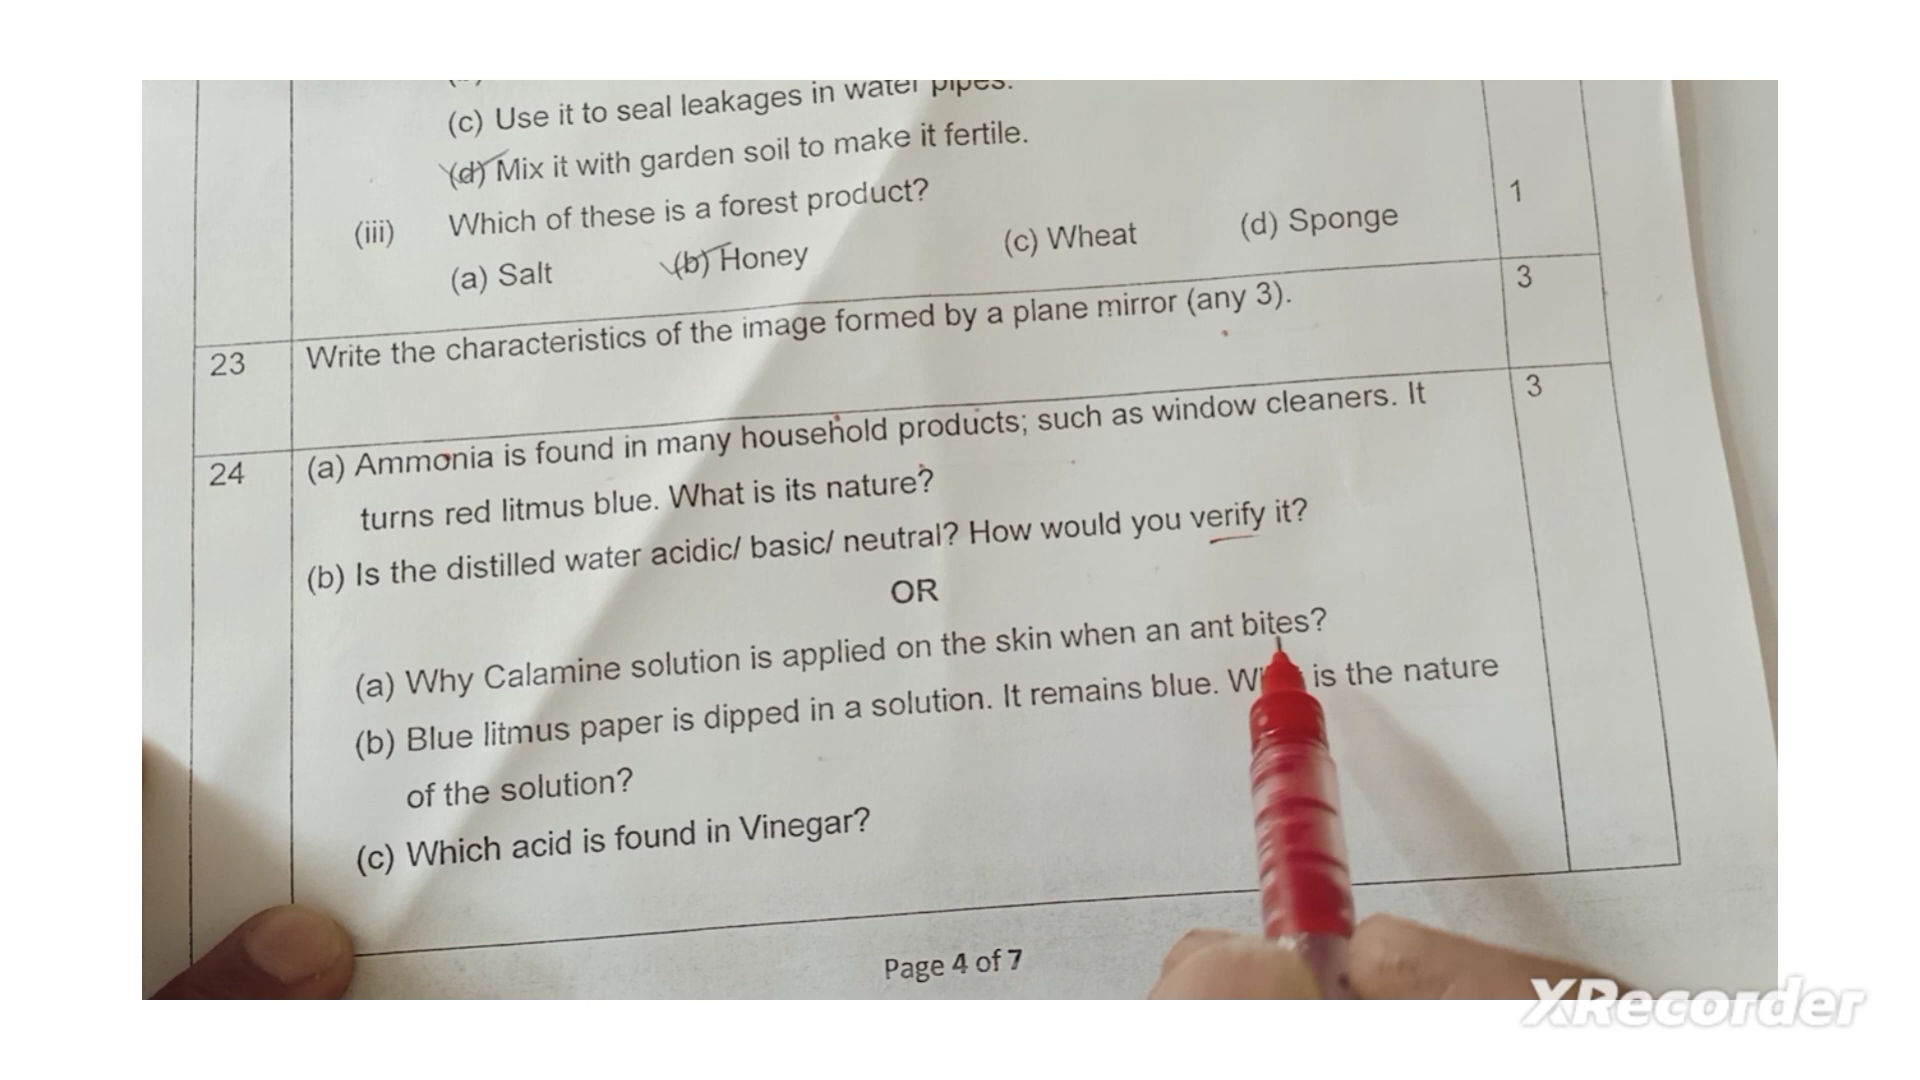 (c) Use it to seal leakages in water pipes.
(d) Mix it with garden soil to make it fertile.
(iii) Which of these is a forest product? 1
(a) Salt (b) Honey (c) Wheat (d) Sponge
23 Write the characteristics of the image formed by a plane mirror (any 3). 3
24 (a) Ammonia is found in many household products; such as window cleaners. It 3
turns red litmus blue. What is its nature?
(b) Is the distilled water acidic/ basic/ neutral? How would you verify it?
OR
(a) Why Calamine solution is applied on the skin when an ant bites?
(b) Blue litmus paper is dipped in a solution. It remains blue. is the nature
of the solution?
(c) Which acid is found in Vinegar?
Page 4 of 7
XRecorder